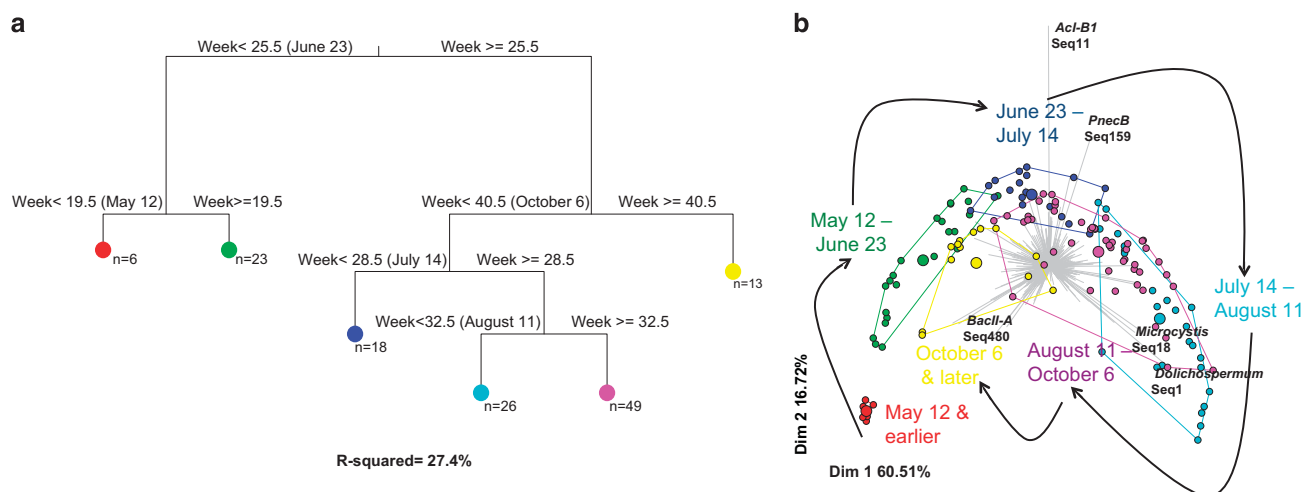 a
Week< 25.5 (June 23)
Week >= 25.5
Week< 19.5 (May 12)
Week>=19.5
Week< 40.5 (October 6)
Week >= 40.5
n=6
n=23
Week< 28.5 (July 14)
Week >= 28.5
n=13
n=18
Week<32.5 (August 11)
Week >= 32.5
n=26
n=49
R-squared= 27.4%
b
AcI-B1
Seq11
June 23 –
July 14
PnecB
Seq159
May 12 –
June 23
July 14 –
August 11
BacII-A
Seq480
Microcystis
Seq18
October 6
& later
August 11 –
October 6
Dolichospermum
Seq1
May 12 &
earlier
Dim 2 16.72%
Dim 1 60.51%